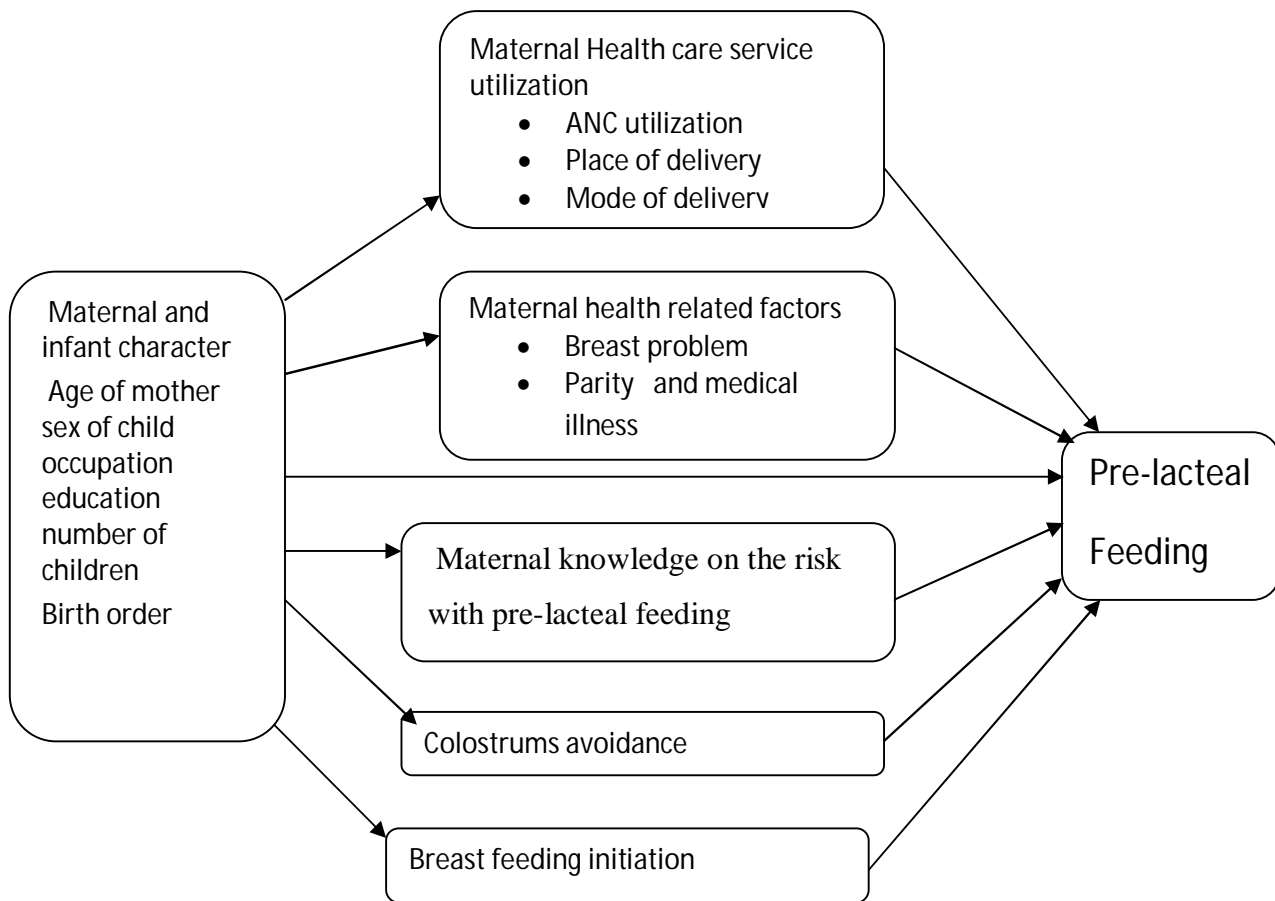 Maternal Health care service
utilization
• ANC utilization
• Place of delivery
• Mode of delivery
Maternal and
infant character
Age of mother
sex of child
occupation
education
number of
children
Birth order
Maternal health related factors
• Breast problem
• Parity and medical
illness
Maternal knowledge on the risk
with pre-lacteal feeding
Colostrums avoidance
Breast feeding initiation
Pre-lacteal
Feeding